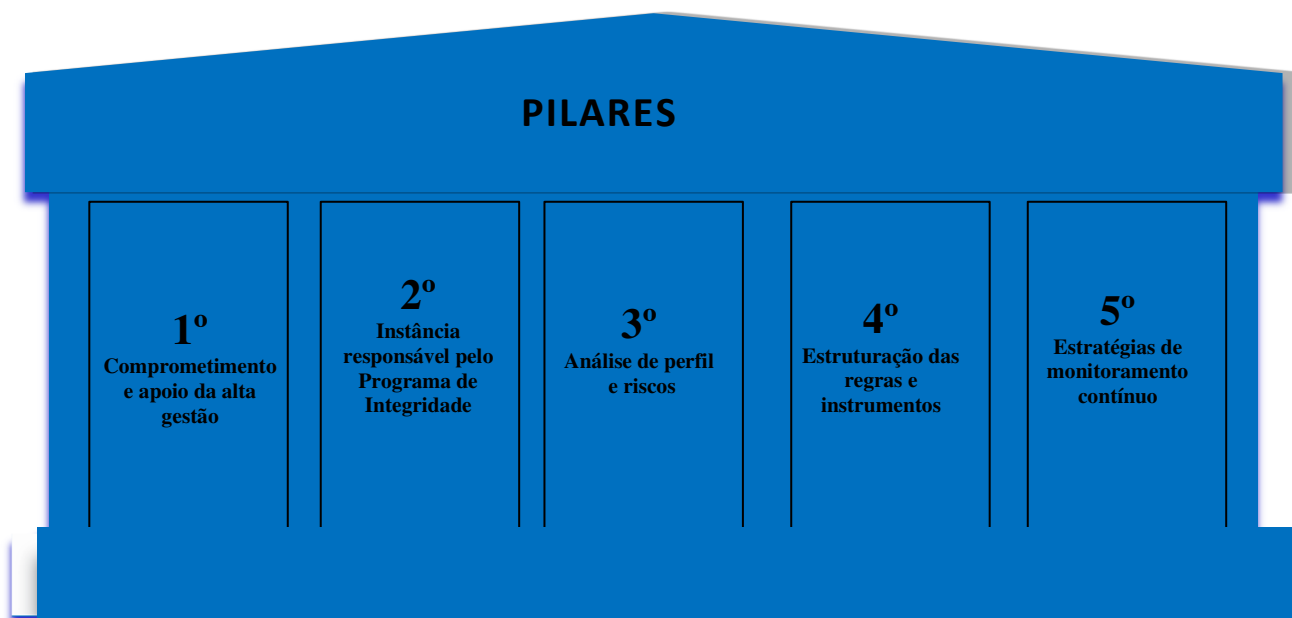 PILARES
1º
Comprometimento
e apoio da alta
gestão
2º
Instância
responsável pelo
Programa de
Integridade
3º
Análise de perfil
e riscos
4º
Estruturação das
regras e
instrumentos
5º
Estratégias de
monitoramento
contínuo